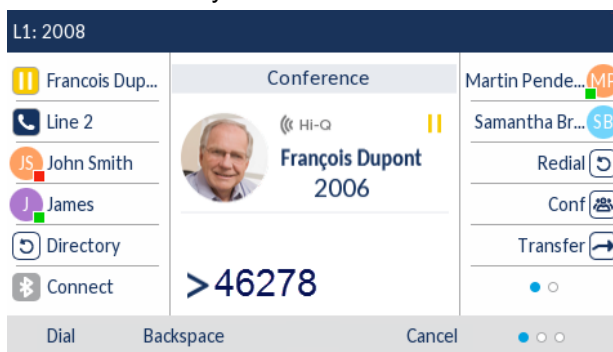 L1: 2008
Francois Dup...
Line 2
JS
John Smith
J
James
Directory
Connect
Conference
Hi-Q
François Dupont
2006
>46278
Martin Pende...
MP
Samantha Br...
SB
Redial
Conf
Transfer
Dial
Backspace
Cancel